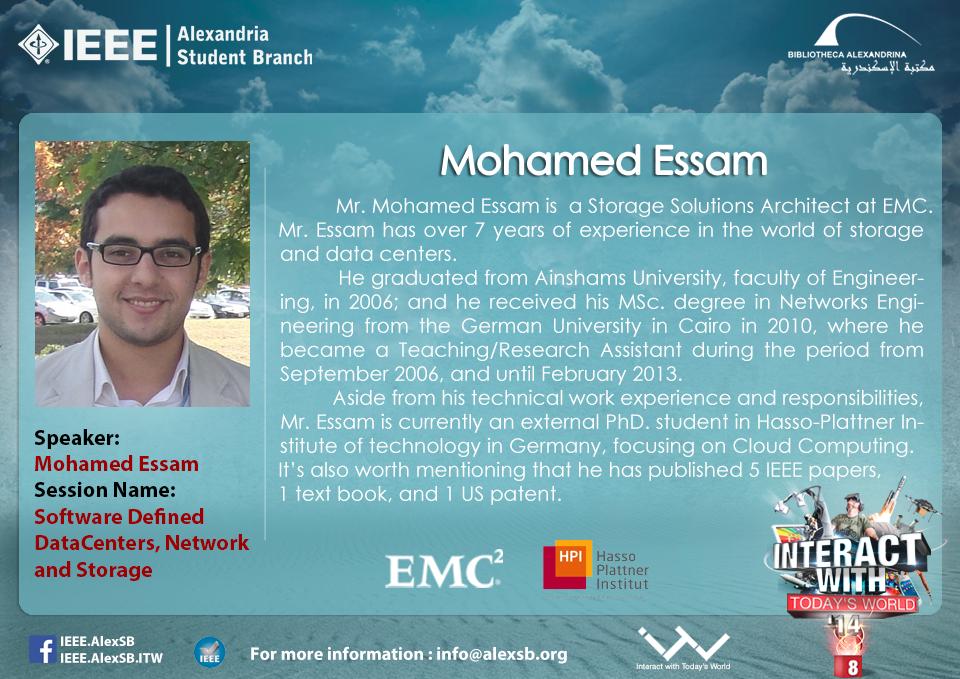 IEEE
Alexandria
Student Branch
BIBLIOTHECA ALEXANDRINA
مكتبة الإسكندرية
Mohamed Essam
Mr. Mohamed Essam is a Storage Solutions Architect at EMC.
Mr. Essam has over 7 years of experience in the world of storage
and data centers.
He graduated from Ainshams University, faculty of Engineer-
ing, in 2006; and he received his MSc. degree in Networks Engi-
neering from the German University in Cairo in 2010, where he
became a Teaching/Research Assistant during the period from
September 2006, and until February 2013.
Aside from his technical work experience and responsibilities,
Mr. Essam is currently an external PhD. student in Hasso-Plattner In-
stitute of technology in Germany, focusing on Cloud Computing.
It's also worth mentioning that he has published 5 IEEE papers,
1 text book, and 1 US patent.
Speaker:
Mohamed Essam
Session Name:
Software Defined
DataCenters, Network
and Storage
EMC²
HPI
Hasso
Plattner
Institut
INTERACT
WITH
TODAY'S WORLD
'14
8
IEEE.AlexSB
IEEE.AlexSB.ITW
IEEE
For more information : info@alexsb.org
Interact with Today's World